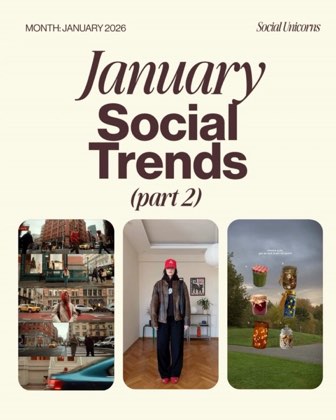 MONTH: JANUARY 2026
Social Unicorns
January
Social
Trends
(part 2)